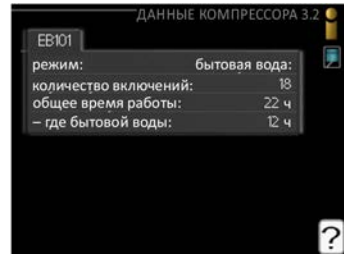 ДАННЫЕ КОМПРЕССОРА 3.2
EB101
режим: бытовая вода:
количество включений: 18
общее время работы: 22 ч
– где бытовой воды: 12 ч
?